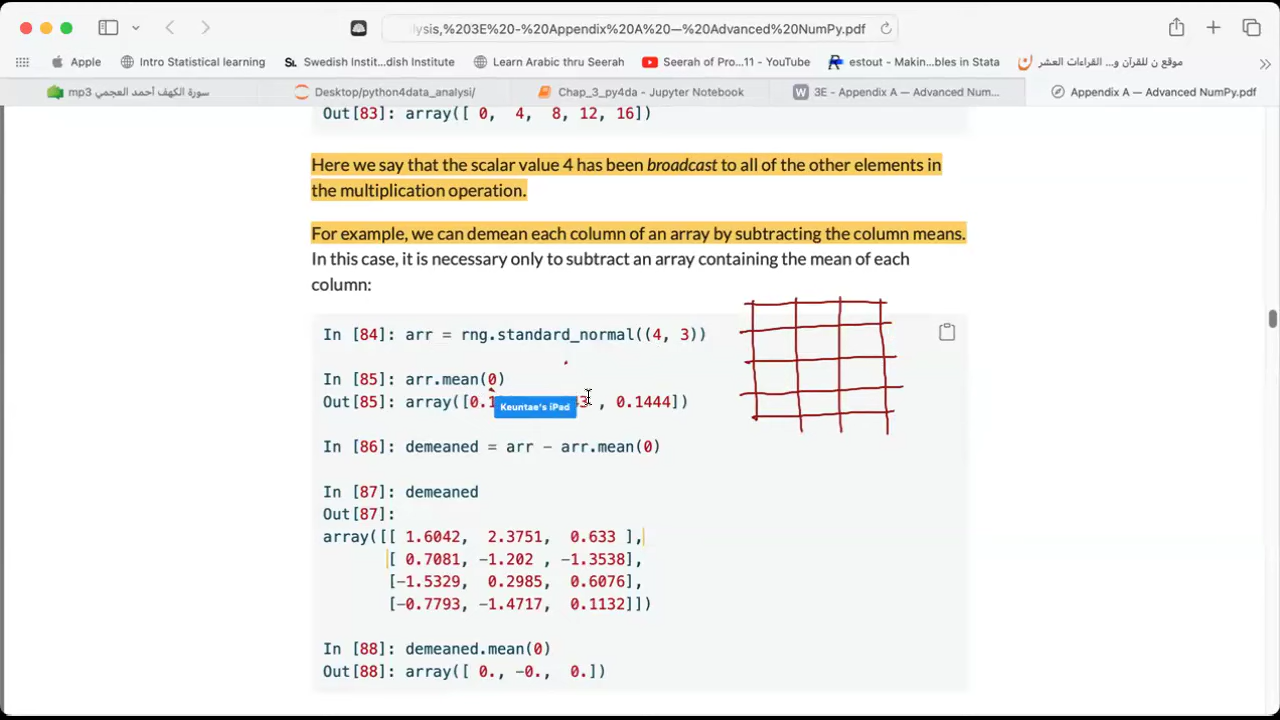 lysis,%203E%20-%20Appendix%20A%20—%20Advanced%20NumPy.pdf
Apple
Intro Statistical learning
Swedish Instit...dish Institute
Learn Arabic thru Seerah
Seerah of Pro...11 - YouTube
estout - Makin...bles in Stata
موقع ن للقرآن و... القراءات العشر
سورة الكهف أحمد العجمي mp3
Desktop/python4data_analysi/
Chap_3_py4da - Jupyter Notebook
3E - Appendix A — Advanced Num...
Appendix A — Advanced NumPy.pdf
Out[83]: array([ 0, 4, 8, 12, 16])
Here we say that the scalar value 4 has been broadcast to all of the other elements in
the multiplication operation.
For example, we can demean each column of an array by subtracting the column means.
In this case, it is necessary only to subtract an array containing the mean of each
column:
In [84]: arr = rng.standard_normal((4, 3))
In [85]: arr.mean(0)
Out[85]: array([0.1 3 , 0.1444])
Keuntae's iPad
In [86]: demeaned = arr - arr.mean(0)
In [87]: demeaned
Out[87]:
array([[ 1.6042, 2.3751, 0.633 ],
[ 0.7081, -1.202 , -1.3538],
[-1.5329, 0.2985, 0.6076],
[-0.7793, -1.4717, 0.1132]])
In [88]: demeaned.mean(0)
Out[88]: array([ 0., -0., 0.])